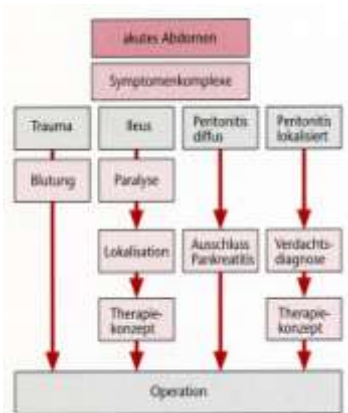 akutes Abdomen
Symptomenkomplexe
Trauma
Ileus
Peritonitis
diffus
Peritonitis
lokalisiert
Blutung
Paralyse
Lokalisation
Ausschluss
Pankreatitis
Verdachts-
diagnose
Therapie-
konzept
Therapie-
konzept
Operation